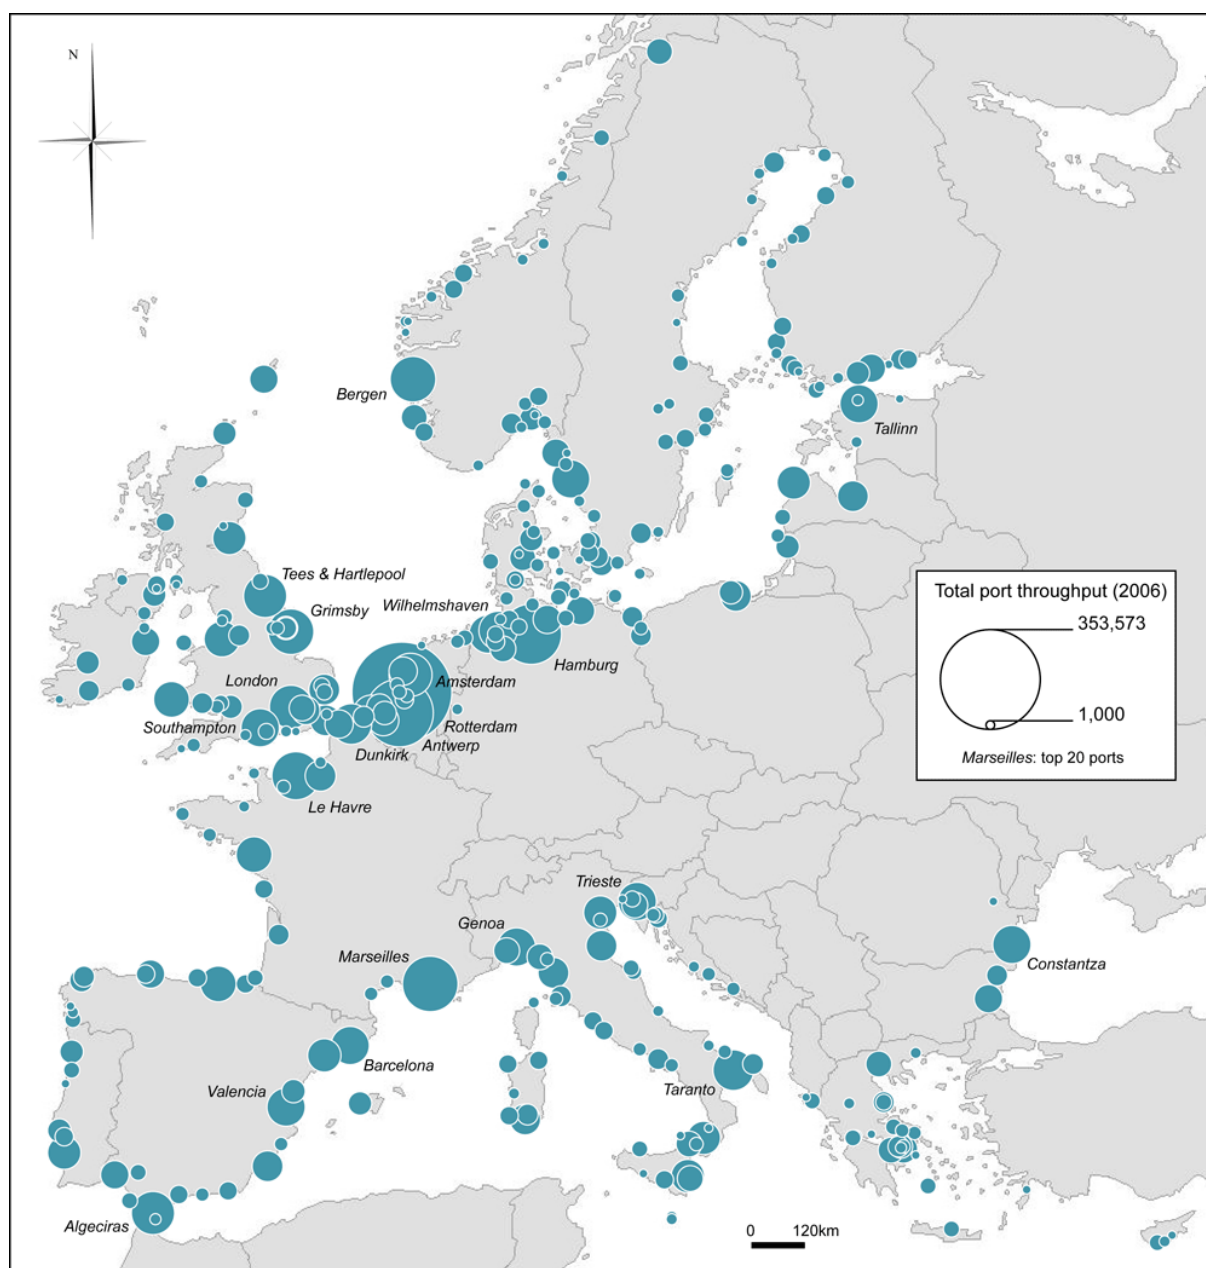 N
Bergen
Tallinn
Tees & Hartlepool
Wilhelmshaven
Grimsby
Total port throughput (2006)
353,573
1,000
Marseilles: top 20 ports
Hamburg
London
Amsterdam
Southampton
Rotterdam
Antwerp
Dunkirk
Le Havre
Trieste
Genoa
Marseilles
Constantza
Barcelona
Valencia
Taranto
Algeciras
0 120km